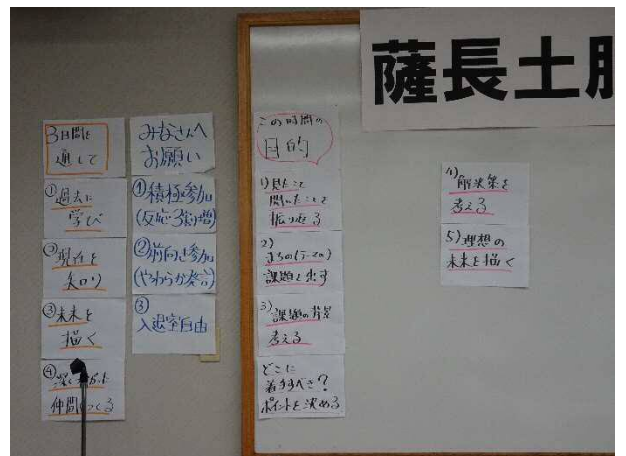 薩長土肥
3日間を
通して
①過去に
学び
②現在を
知り
③未来を
描く
④
仲間つくる
みなさんへ
お願い
①積極参加
(反応3割増)
②前向き参加
(やわらか発言)
③
入退室自由
この時間の
目的
1)見たこと
聞いたことを
振り返る
2)
まちの(テーマの)
課題を出す
3)課題の背景
考える
どこに
着手すべき?
ポイントを決める
4)解決策を
考える
5)理想の
未来を描く